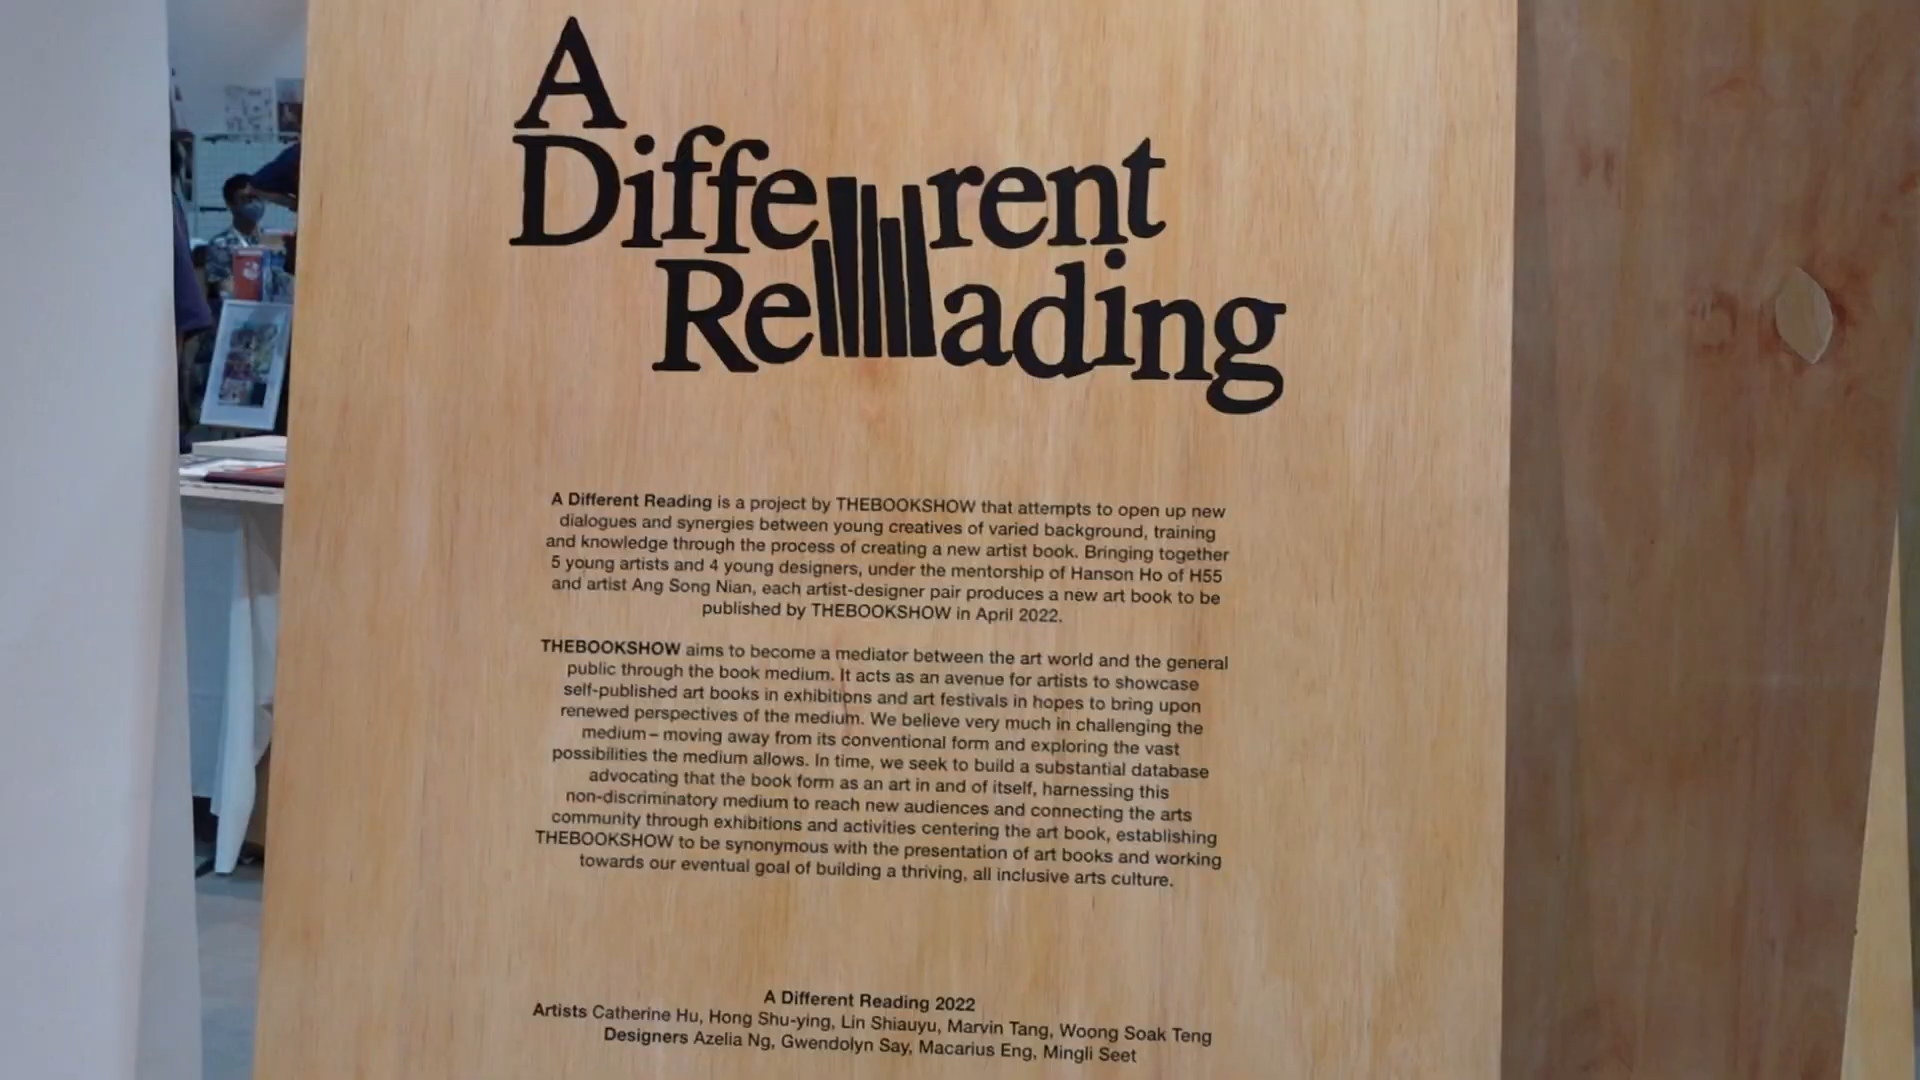 A
Different
Reading
A Different Reading is a project by THEBOOKSHOW that attempts to open up new
dialogues and synergies between young creatives of varied background, training
and knowledge through the process of creating a new artist book. Bringing together
5 young artists and 4 young designers, under the mentorship of Hanson Ho of H55
and artist Ang Song Nian, each artist-designer pair produces a new art book to be
published by THEBOOKSHOW in April 2022.
THEBOOKSHOW aims to become a mediator between the art world and the general
public through the book medium. It acts as an avenue for artists to showcase
self-published art books in exhibitions and art festivals in hopes to bring upon
renewed perspectives of the medium. We believe very much in challenging the
medium – moving away from its conventional form and exploring the vast
possibilities the medium allows. In time, we seek to build a substantial database
advocating that the book form as an art in and of itself, harnessing this
non-discriminatory medium to reach new audiences and connecting the arts
community through exhibitions and activities centering the art book, establishing
THEBOOKSHOW to be synonymous with the presentation of art books and working
towards our eventual goal of building a thriving, all inclusive arts culture.
A Different Reading 2022
Artists Catherine Hu, Hong Shu-ying, Lin Shiauyu, Marvin Tang, Woong Soak Teng
Designers Azelia Ng, Gwendolyn Say, Macarius Eng, Mingli Seet